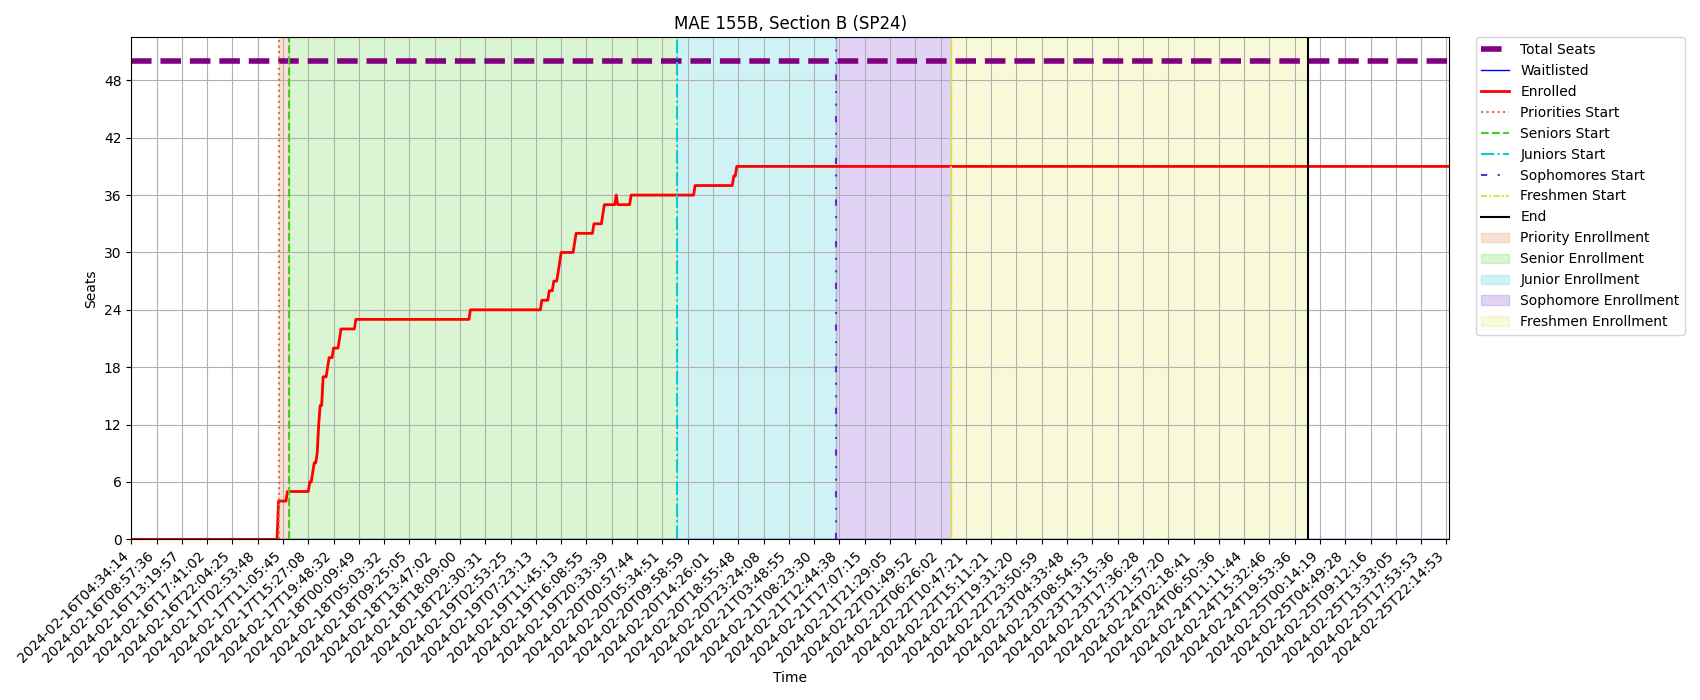 MAE 155B, Section B (SP24)
Seats
48
42
36
30
24
18
12
6
0
2024-02-16T04:34:14
2024-02-16T08:57:36
2024-02-16T13:19:57
2024-02-16T17:41:02
2024-02-16T22:04:25
2024-02-17T02:53:48
2024-02-17T11:05:45
2024-02-17T15:27:08
2024-02-17T19:48:32
2024-02-18T00:09:49
2024-02-18T05:03:32
2024-02-18T09:25:05
2024-02-18T13:47:02
2024-02-18T18:09:00
2024-02-18T22:30:31
2024-02-19T02:53:25
2024-02-19T07:23:13
2024-02-19T11:45:13
2024-02-19T16:08:55
2024-02-19T20:33:39
2024-02-20T00:57:44
2024-02-20T05:34:51
2024-02-20T09:58:59
2024-02-20T14:26:01
2024-02-20T18:55:48
2024-02-20T23:24:08
2024-02-21T03:48:55
2024-02-21T08:23:30
2024-02-21T12:44:38
2024-02-21T17:07:15
2024-02-21T21:29:05
2024-02-22T01:49:52
2024-02-22T06:26:02
2024-02-22T10:47:21
2024-02-22T15:11:21
2024-02-22T19:31:20
2024-02-22T23:50:59
2024-02-23T04:33:48
2024-02-23T08:54:53
2024-02-23T13:15:36
2024-02-23T17:36:28
2024-02-23T21:57:20
2024-02-24T02:18:41
2024-02-24T06:50:36
2024-02-24T11:11:44
2024-02-24T15:32:46
2024-02-24T19:53:36
2024-02-25T00:14:19
2024-02-25T04:49:28
2024-02-25T09:12:16
2024-02-25T13:33:05
2024-02-25T17:53:53
2024-02-25T22:14:53
Time
Total Seats
Waitlisted
Enrolled
Priorities Start
Seniors Start
Juniors Start
Sophomores Start
Freshmen Start
End
Priority Enrollment
Senior Enrollment
Junior Enrollment
Sophomore Enrollment
Freshmen Enrollment